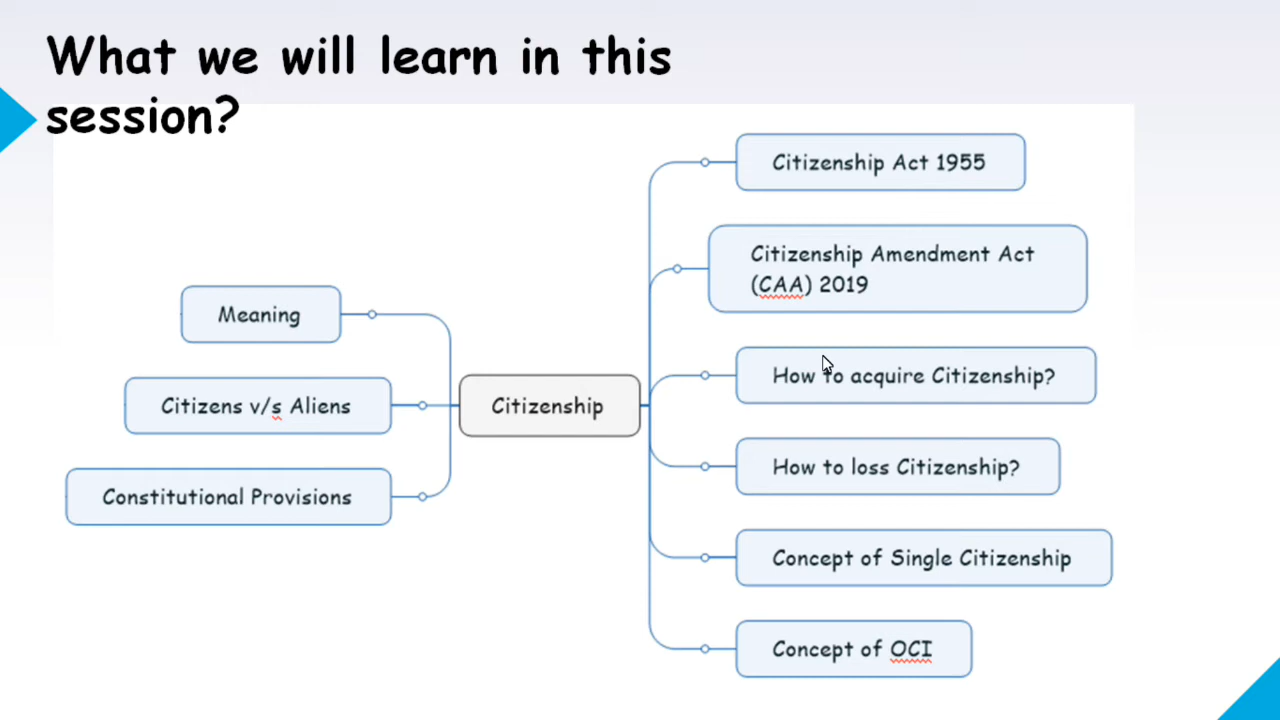 What we will learn in this
session?
Meaning
Citizens v/s Aliens
Constitutional Provisions
Citizenship
Citizenship Act 1955
Citizenship Amendment Act
(CAA) 2019
How to acquire Citizenship?
How to loss Citizenship?
Concept of Single Citizenship
Concept of OCI